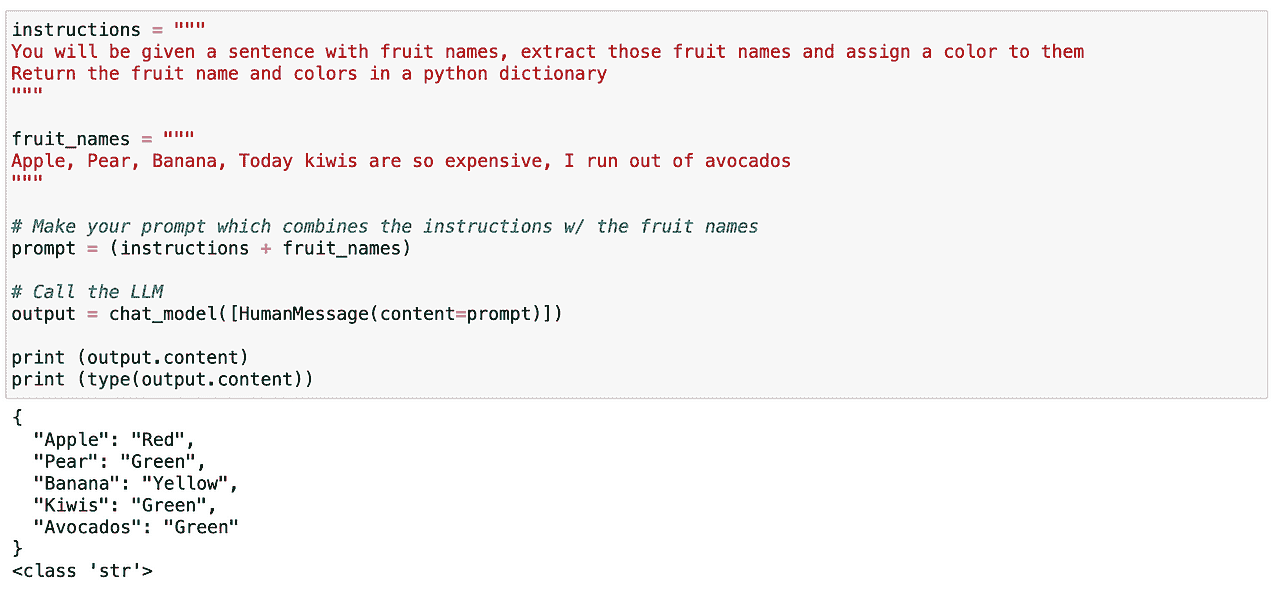 instructions = """
You will be given a sentence with fruit names, extract those fruit names and assign a color to them
Return the fruit name and colors in a python dictionary
"""
fruit_names = """
Apple, Pear, Banana, Today kiwis are so expensive, I run out of avocados
"""
# Make your prompt which combines the instructions w/ the fruit names
prompt = (instructions + fruit_names)
# Call the LLM
output = chat_model([HumanMessage(content=prompt)])
print (output.content)
print (type(output.content))
{
  "Apple": "Red",
  "Pear": "Green",
  "Banana": "Yellow",
  "Kiwis": "Green",
  "Avocados": "Green"
}
<class 'str'>